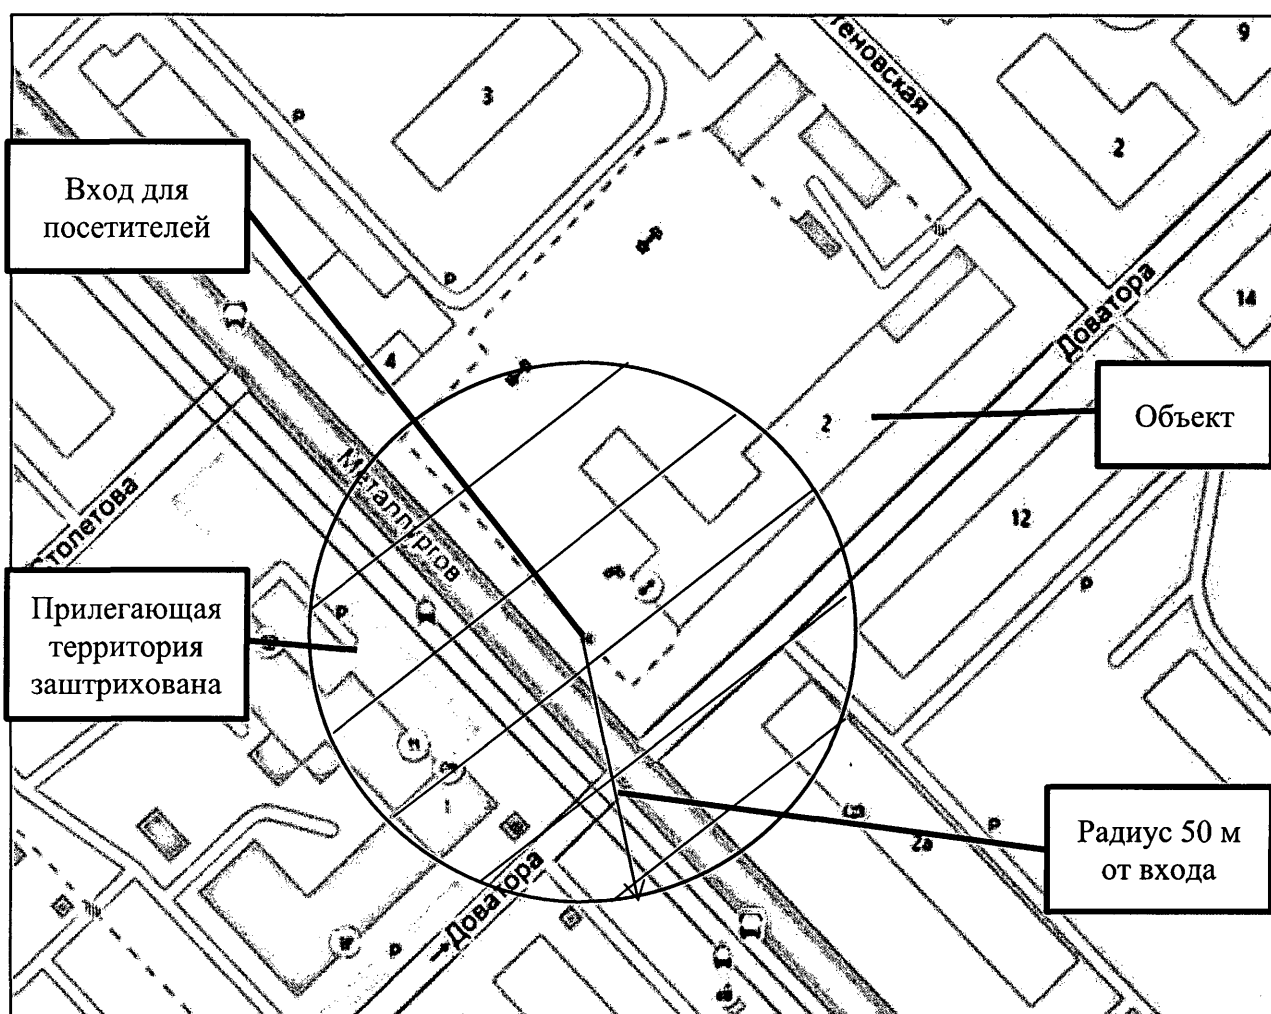 теновская
9
3
2
Р
Вход для
посетителей
Р
Доватора
14
4
Объект
2
Металлургов
12
Столетова
Прилегающая
территория
заштрихована
Р
Р
Радиус 50 м
от входа
2а
Р
Доватора
Р